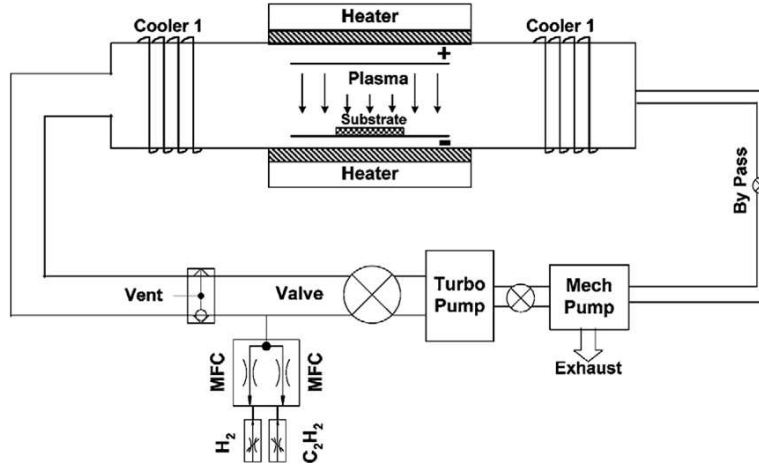 Heater
Cooler 1
Cooler 1
+
Plasma
Substrate
-
Heater
By Pass
Vent
Valve
Turbo
Pump
Mech
Pump
Exhaust
MFC
MFC
H₂
C₂H₂